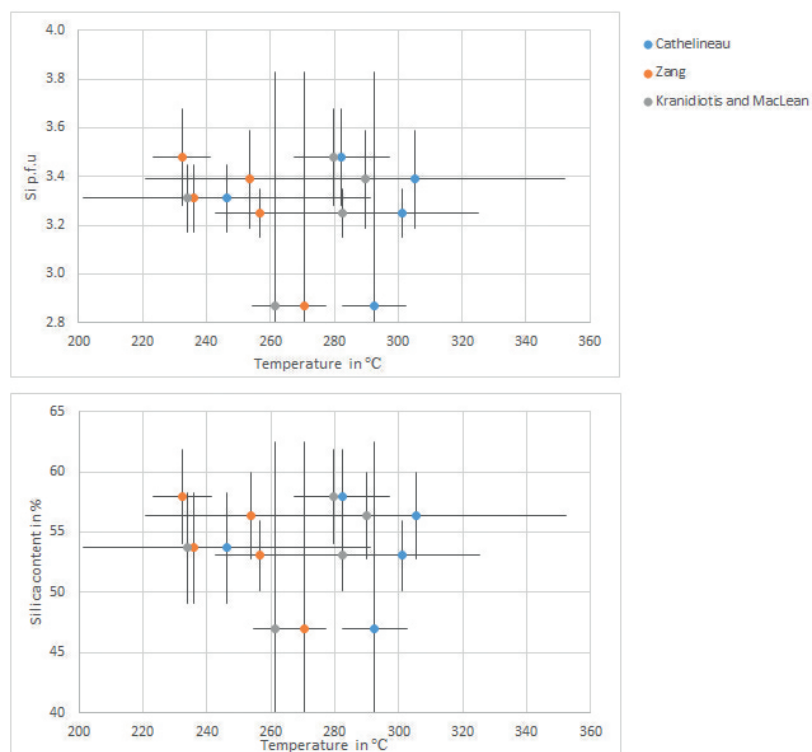 4.0
3.8
3.6
3.4
3.2
3.0
2.8
Si p.f.u
200 220 240 260 280 300 320 340 360
Temperature in °C
Cathelineau
Zang
Kranidiotis and MacLean
65
60
55
50
45
40
Silica content in %
200 220 240 260 280 300 320 340 360
Temperature in °C